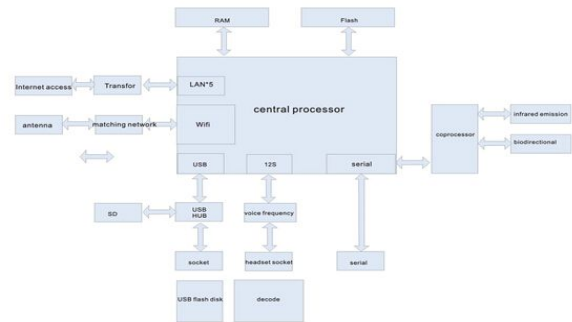 RAM
Flash
LAN*5
Internet access
Transfor
central processor
Wifi
antenna
matching network
infrared emission
coprocessor
biodirectional
USB
12S
serial
SD
USB
HUB
voice frequency
socket
headset socket
serial
USB flash disk
decode